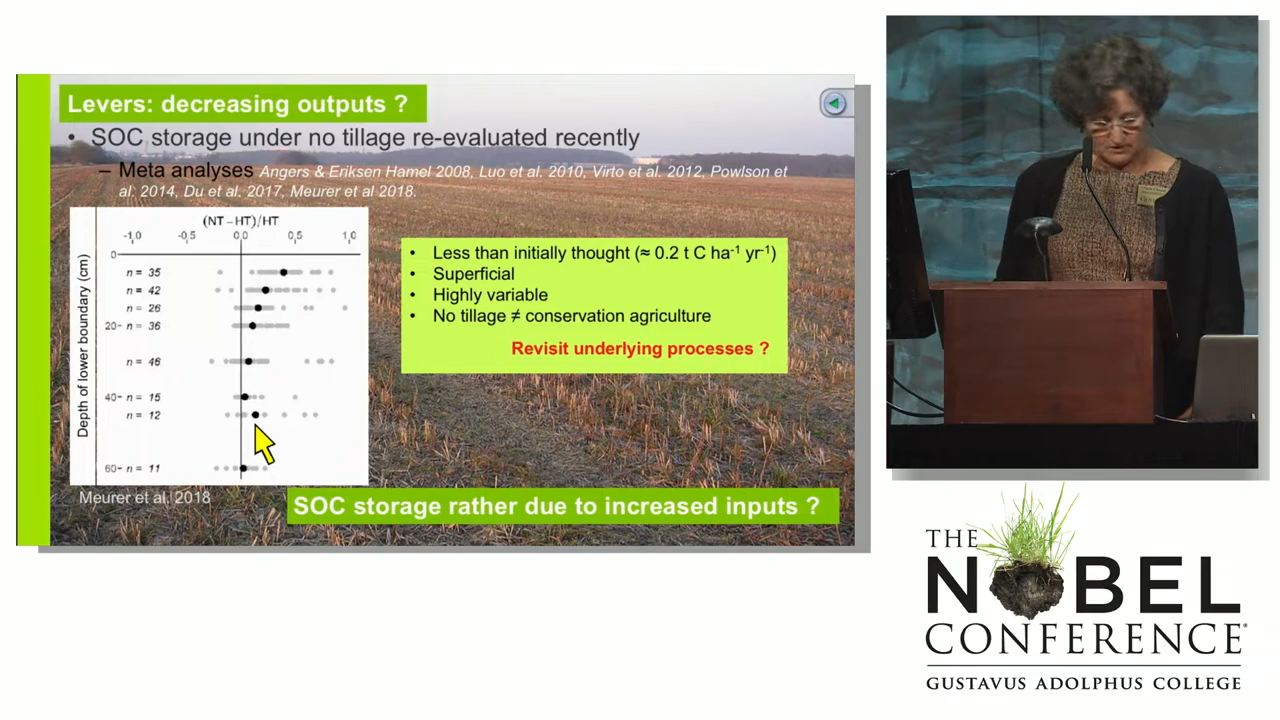 Levers: decreasing outputs ?
• SOC storage under no tillage re-evaluated recently
– Meta analyses Angers & Eriksen Hamel 2008, Luo et al. 2010, Virto et al. 2012, Powlson et
al. 2014, Du et al. 2017, Meurer et al 2018.
(NT – HT)/HT
-1,0 -0,5 0,0 0,5 1,0
Depth of lower boundary (cm)
0
n = 35
n = 42
n = 26
20 n = 36
n = 46
40 n = 15
n = 12
60 n = 11
Meurer et al. 2018
• Less than initially thought (≈ 0.2 t C ha⁻¹ yr⁻¹)
• Superficial
• Highly variable
• No tillage ≠ conservation agriculture
Revisit underlying processes ?
SOC storage rather due to increased inputs ?
THE
NOBEL
CONFERENCE®
GUSTAVUS ADOLPHUS COLLEGE